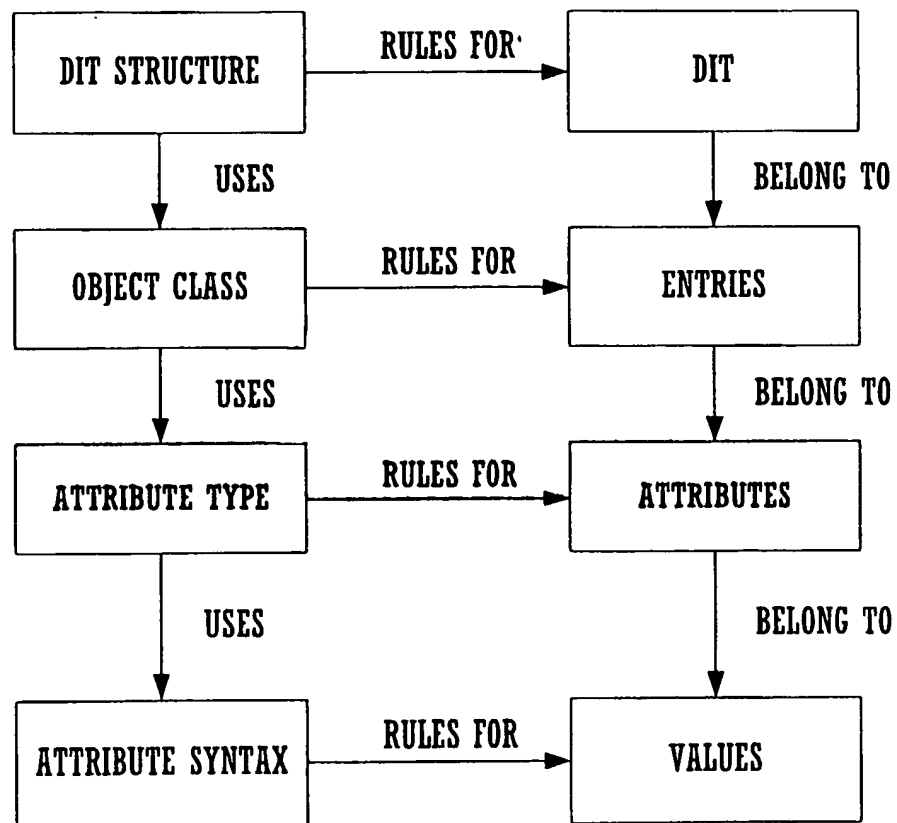 DIT STRUCTURE
RULES FOR
DIT
USES
BELONG TO
OBJECT CLASS
RULES FOR
ENTRIES
USES
BELONG TO
ATTRIBUTE TYPE
RULES FOR
ATTRIBUTES
USES
BELONG TO
ATTRIBUTE SYNTAX
RULES FOR
VALUES